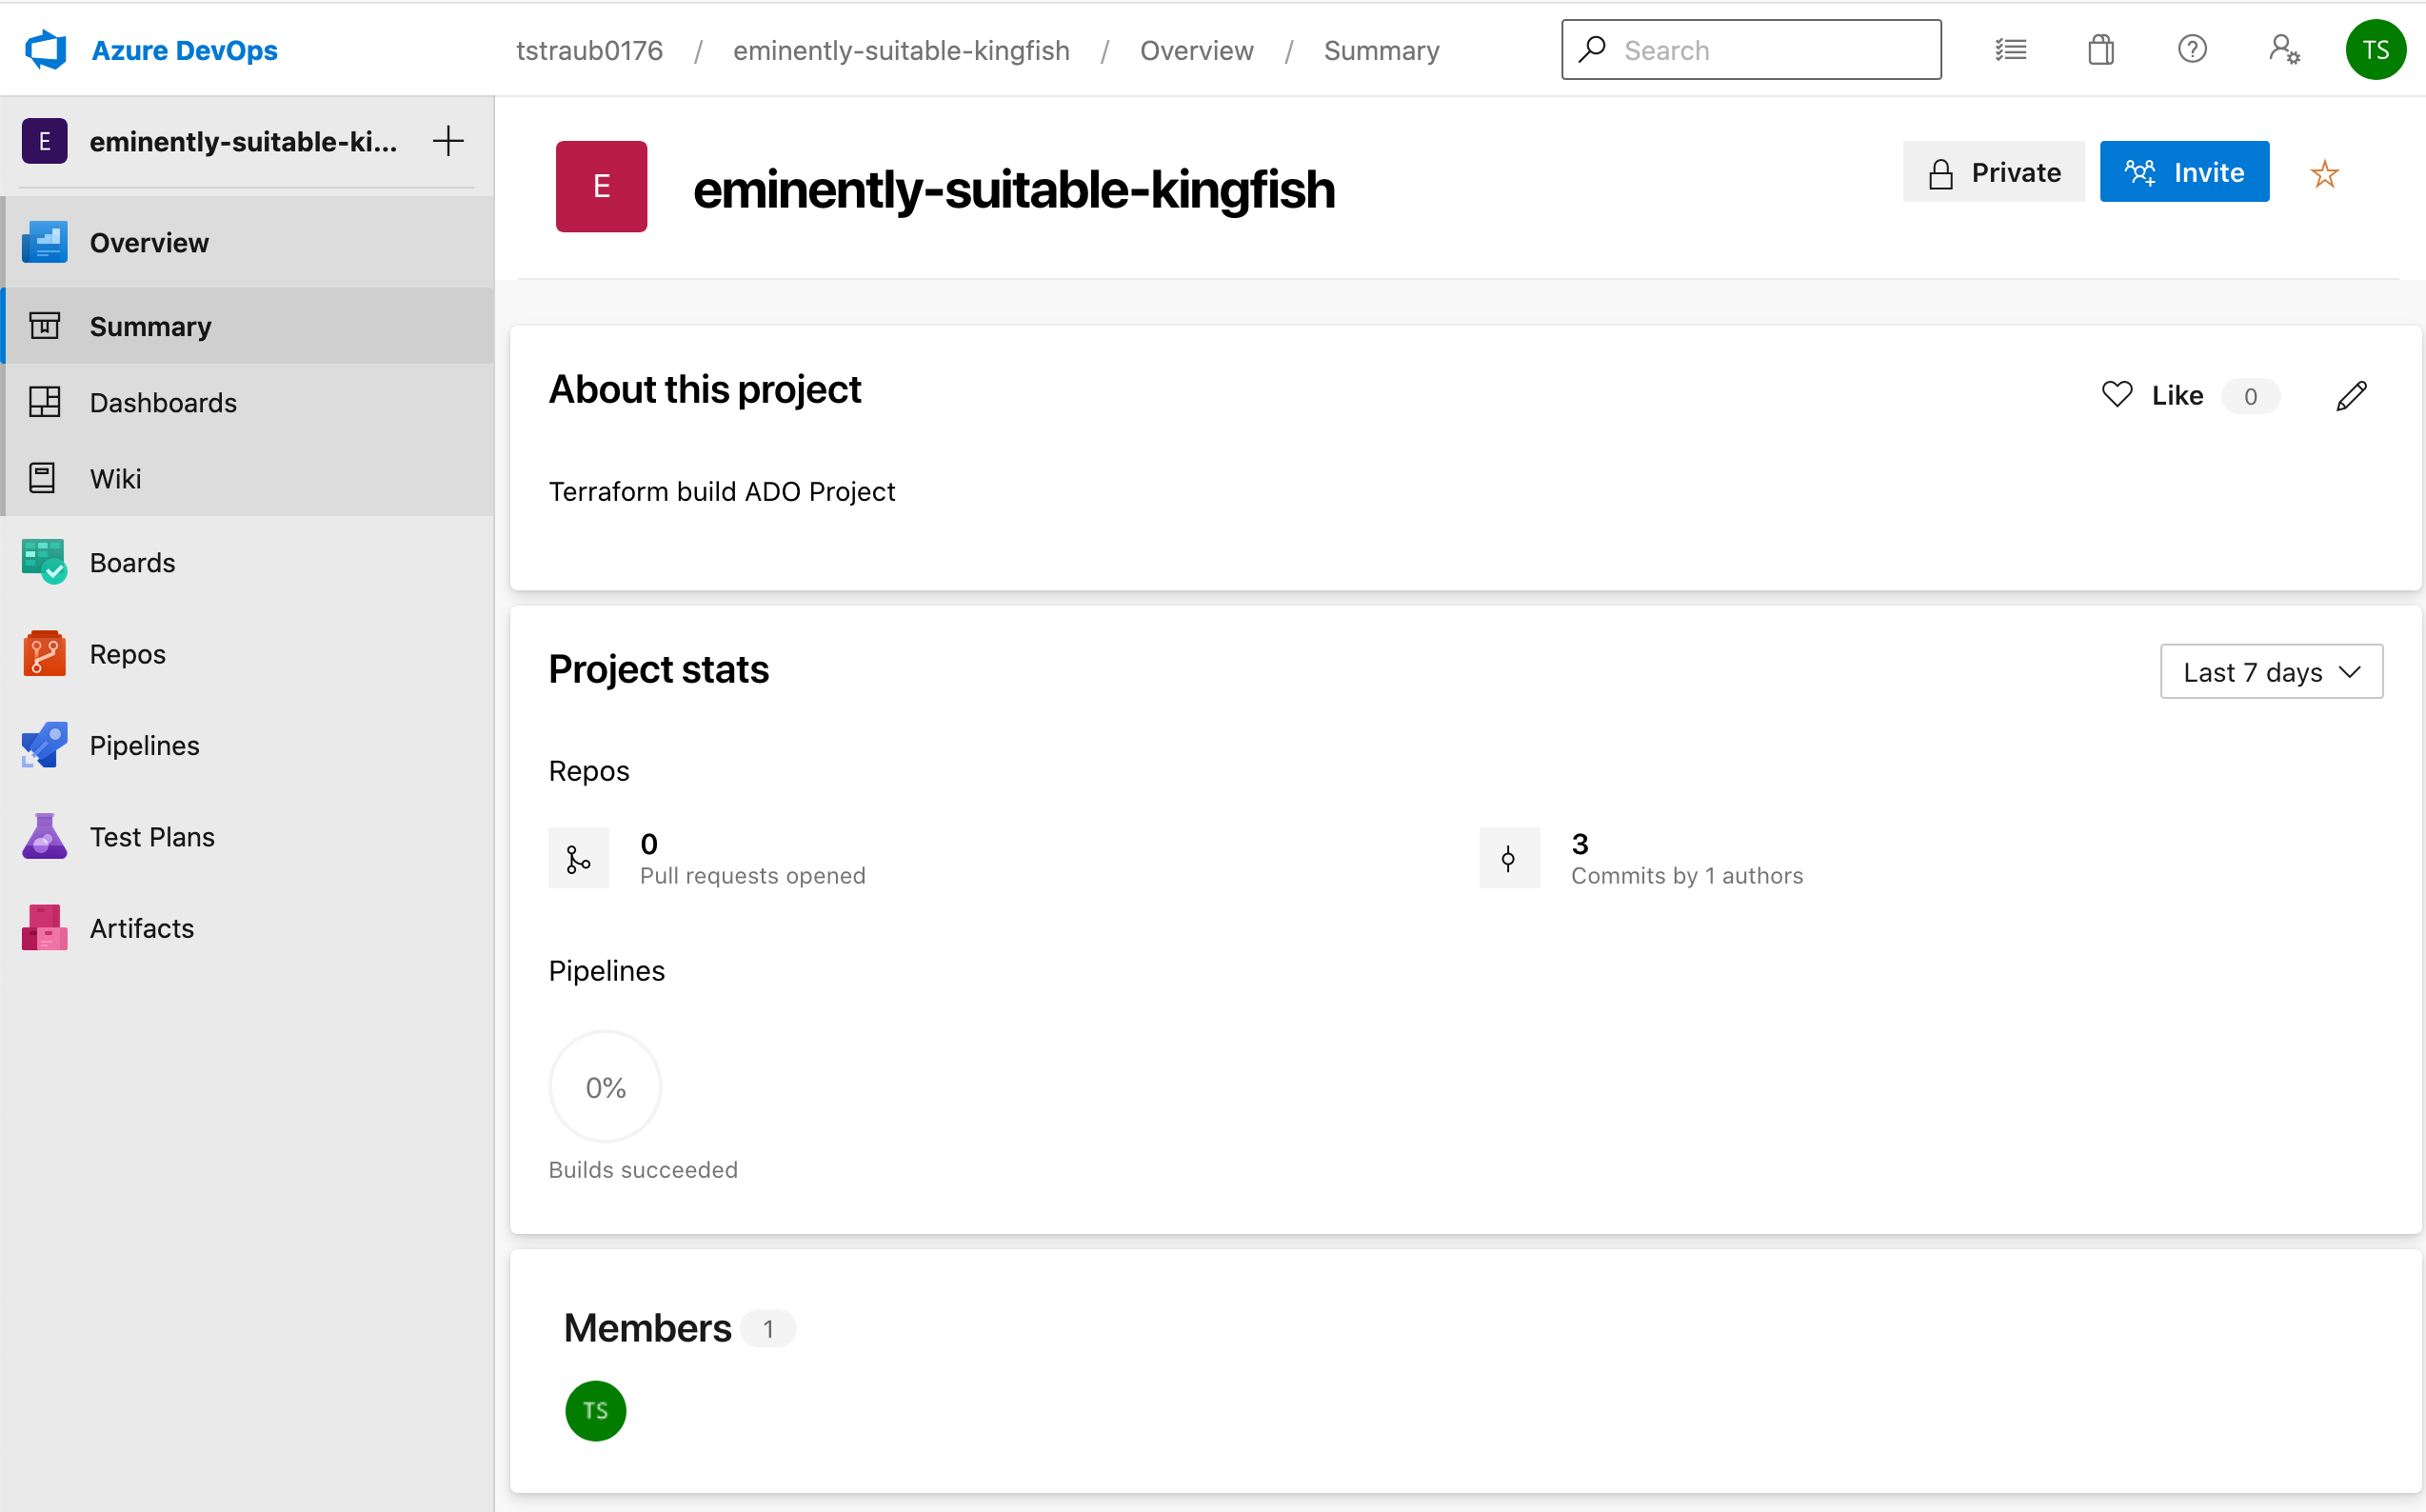 Azure DevOps
tstraub0176 / eminently-suitable-kingfish / Overview / Summary
Search
TS
E
eminently-suitable-ki...
Overview
Summary
Dashboards
Wiki
Boards
Repos
Pipelines
Test Plans
Artifacts
E
eminently-suitable-kingfish
Private
Invite
About this project
Like 0
Terraform build ADO Project
Project stats
Last 7 days
Repos
0
Pull requests opened
3
Commits by 1 authors
Pipelines
0%
Builds succeeded
Members 1
TS